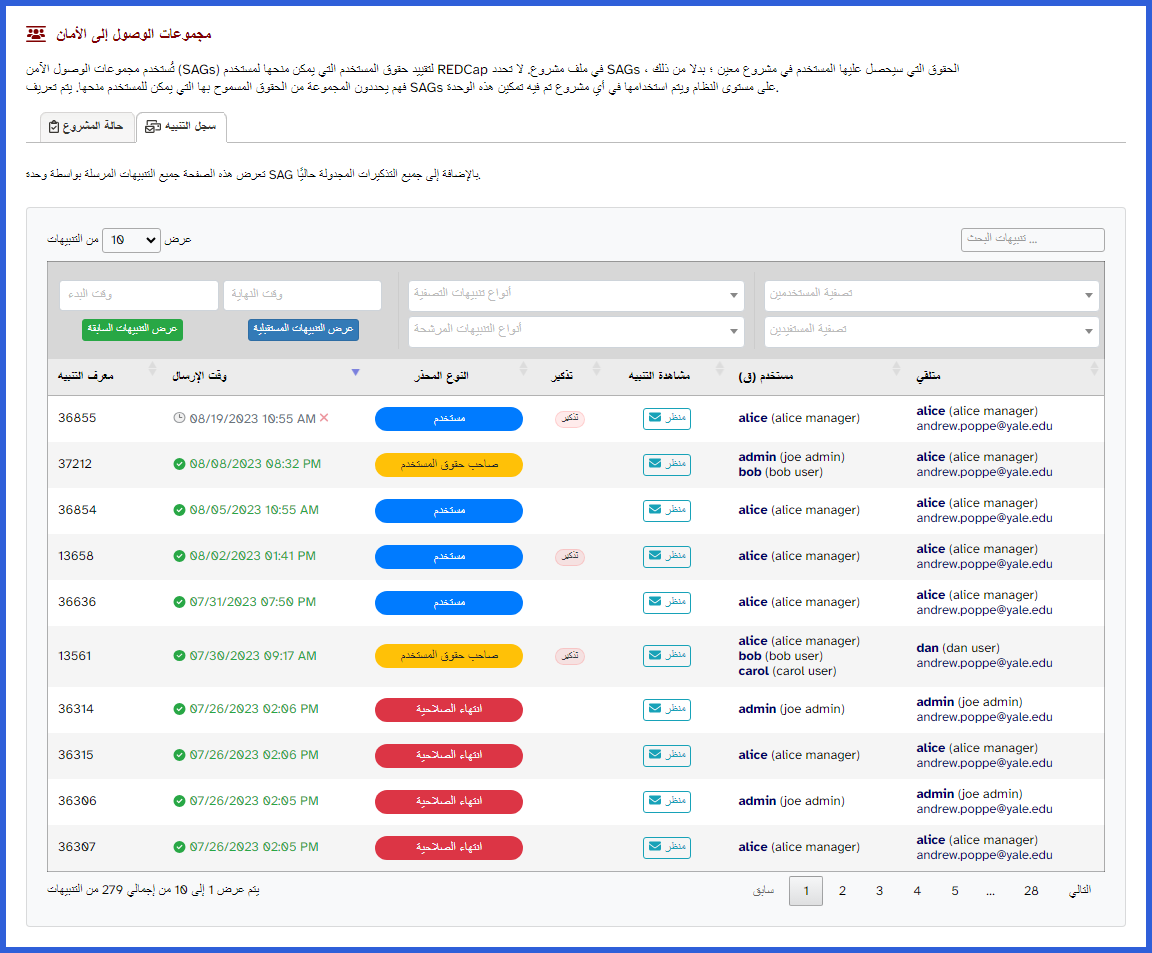 مجموعات الوصول إلى الأمان
الحقوق التي سيحصل عليها المستخدم في مشروع معين ؛ بدلا من ذلك ، SAGs في ملف مشروع. لا تحدد REDCap لتقييد حقوق المستخدم التي يمكن منحها لمستخدم (SAGs) تُستخدم مجموعات الوصول الأمن
على مستوى النظام ويتم استخدامها في أي مشروع تم فيه تمكين هذه الوحدة SAGs فهم يحددون المجموعة من الحقوق المسموح بها التي يمكن للمستخدم منحها. يتم تعريف.
حالة المشروع
سجل التنبيه
بالإضافة إلى جميع التذكيرات المجدولة حاليًّا SAG تعرض هذه الصفحة جميع التنبيهات المرسلة بواسطة وحدة.
عرض 10 من التنبيهات
تنبيهات البحث ...
وقت البدء وقت النهاية أنواع تنبيهات التصفية تصفية المستخدمين
عرض التنبيهات السابقة عرض التنبيهات المستقبلية أنواع التنبيهات المرشحة تصفية المستفيدين
معرف التنبيه وقت الإرسال النوع المحذر تذكير مشاهدة التنبيه مستخدم (ق) متلقي
36855 08/19/2023 10:55 AM مستخدم تذكير منظر alice (alice manager) alice (alice manager)
andrew.poppe@yale.edu
37212 08/08/2023 08:32 PM صاحب حقوق المستخدم منظر admin (joe admin) alice (alice manager)
bob (bob user) andrew.poppe@yale.edu
36854 08/05/2023 10:55 AM مستخدم منظر alice (alice manager) alice (alice manager)
andrew.poppe@yale.edu
13658 08/02/2023 01:41 PM مستخدم تذكير منظر alice (alice manager) alice (alice manager)
andrew.poppe@yale.edu
36636 07/31/2023 07:50 PM مستخدم منظر alice (alice manager) alice (alice manager)
andrew.poppe@yale.edu
alice (alice manager)
13561 07/30/2023 09:17 AM صاحب حقوق المستخدم تذكير منظر bob (bob user) dan (dan user)
carol (carol user) andrew.poppe@yale.edu
36314 07/26/2023 02:06 PM انتهاء الصلاحية منظر admin (joe admin) admin (joe admin)
andrew.poppe@yale.edu
36315 07/26/2023 02:06 PM انتهاء الصلاحية منظر alice (alice manager) alice (alice manager)
andrew.poppe@yale.edu
36306 07/26/2023 02:05 PM انتهاء الصلاحية منظر admin (joe admin) admin (joe admin)
andrew.poppe@yale.edu
36307 07/26/2023 02:05 PM انتهاء الصلاحية منظر alice (alice manager) alice (alice manager)
andrew.poppe@yale.edu
يتم عرض 1 إلى 10 من إجمالي 279 من التنبيهات
سابق 1 2 3 4 5 ... 28 التالي